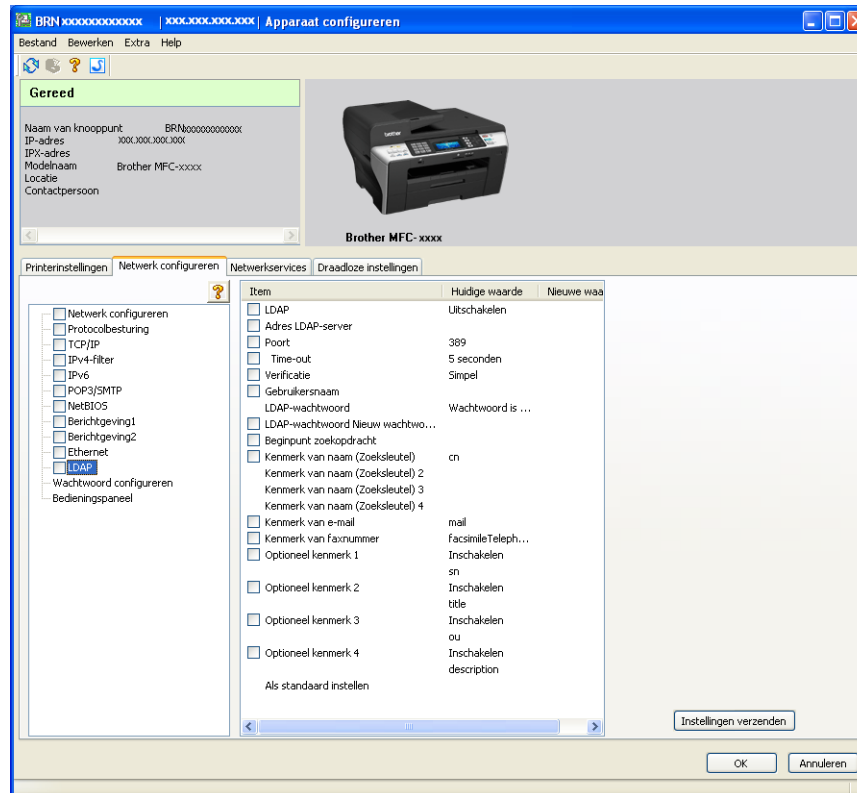 BRN xxxxxxxxxxxx | xxx.xxx.xxx.xxx | Apparaat configureren
Bestand Bewerken Extra Help
Gereed
Naam van knooppunt BRNxxxxxxxxxxxx
IP-adres xxx.xxx.xxx.xxx
IPX-adres
Modelnaam Brother MFC-xxxx
Locatie
Contactpersoon
brother
Brother MFC- xxxx
Printerinstellingen Netwerk configureren Netwerkservices Draadloze instellingen
Netwerk configureren
Protocolbesturing
TCP/IP
IPv4-filter
IPv6
POP3/SMTP
NetBIOS
Berichtgeving1
Berichtgeving2
Ethernet
LDAP
Wachtwoord configureren
Bedieningspaneel
Item Huidige waarde Nieuwe waa
LDAP Uitschakelen
Adres LDAP-server
Poort 389
Time-out 5 seconden
Verificatie Simpel
Gebruikersnaam
LDAP-wachtwoord Wachtwoord is ...
LDAP-wachtwoord Nieuw wachtwo...
Beginpunt zoekopdracht
Kenmerk van naam (Zoeksleutel) cn
Kenmerk van naam (Zoeksleutel) 2
Kenmerk van naam (Zoeksleutel) 3
Kenmerk van naam (Zoeksleutel) 4
Kenmerk van e-mail mail
Kenmerk van faxnummer facsimileTeleph...
Optioneel kenmerk 1 Inschakelen
sn
Optioneel kenmerk 2 Inschakelen
title
Optioneel kenmerk 3 Inschakelen
ou
Optioneel kenmerk 4 Inschakelen
description
Als standaard instellen
Instellingen verzenden
OK Annuleren